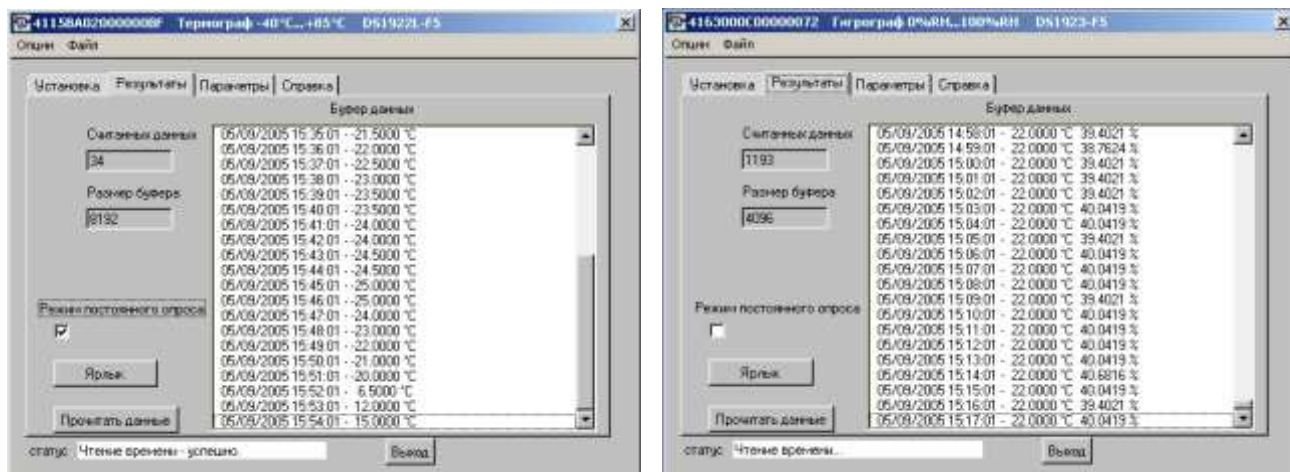 41158A020000008F Термограф -40°C...+85°C DS1922L-F5
Опции Файл
Установка Результаты Параметры Справка
Буфер данных
Считанных данных
34
Размер буфера
8192
Режим постоянного опроса
Ярлык
Прочитать данные
05/09/2005 15:35:01 - -21.5000 °C
05/09/2005 15:36:01 - -22.0000 °C
05/09/2005 15:37:01 - -22.5000 °C
05/09/2005 15:38:01 - -23.0000 °C
05/09/2005 15:39:01 - -23.5000 °C
05/09/2005 15:40:01 - -23.5000 °C
05/09/2005 15:41:01 - -24.0000 °C
05/09/2005 15:42:01 - -24.0000 °C
05/09/2005 15:43:01 - -24.5000 °C
05/09/2005 15:44:01 - -24.5000 °C
05/09/2005 15:45:01 - -25.0000 °C
05/09/2005 15:46:01 - -25.0000 °C
05/09/2005 15:47:01 - -24.0000 °C
05/09/2005 15:48:01 - -23.0000 °C
05/09/2005 15:49:01 - -22.0000 °C
05/09/2005 15:50:01 - -21.0000 °C
05/09/2005 15:51:01 - -20.0000 °C
05/09/2005 15:52:01 - 6.5000 °C
05/09/2005 15:53:01 - 12.0000 °C
05/09/2005 15:54:01 - 15.0000 °C
статус Чтение времени - успешно.
Выход
4163000C00000072 Гигрограф 0%RH...100%RH DS1923-F5
Опции Файл
Установка Результаты Параметры Справка
Буфер данных
Считанных данных
1193
Размер буфера
4096
Режим постоянного опроса
Ярлык
Прочитать данные
05/09/2005 14:58:01 - 22.0000 °C 39.4021 %
05/09/2005 14:59:01 - 22.0000 °C 38.7624 %
05/09/2005 15:00:01 - 22.0000 °C 39.4021 %
05/09/2005 15:01:01 - 22.0000 °C 39.4021 %
05/09/2005 15:02:01 - 22.0000 °C 39.4021 %
05/09/2005 15:03:01 - 22.0000 °C 40.0419 %
05/09/2005 15:04:01 - 22.0000 °C 40.0419 %
05/09/2005 15:05:01 - 22.0000 °C 39.4021 %
05/09/2005 15:06:01 - 22.0000 °C 40.0419 %
05/09/2005 15:07:01 - 22.0000 °C 40.0419 %
05/09/2005 15:08:01 - 22.0000 °C 40.0419 %
05/09/2005 15:09:01 - 22.0000 °C 39.4021 %
05/09/2005 15:10:01 - 22.0000 °C 40.0419 %
05/09/2005 15:11:01 - 22.0000 °C 40.0419 %
05/09/2005 15:12:01 - 22.0000 °C 40.0419 %
05/09/2005 15:13:01 - 22.0000 °C 40.0419 %
05/09/2005 15:14:01 - 22.0000 °C 40.6816 %
05/09/2005 15:15:01 - 22.0000 °C 40.0419 %
05/09/2005 15:16:01 - 22.0000 °C 39.4021 %
05/09/2005 15:17:01 - 22.0000 °C 40.0419 %
статус Чтение времени...
Выход